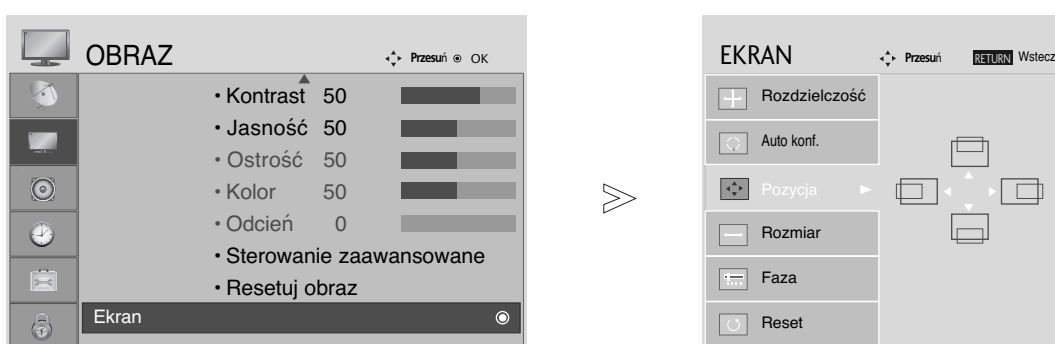 OBRAZ
Przesuń OK
• Kontrast 50
• Jasność 50
• Ostrość 50
• Kolor 50
• Odcień 0
• Sterowanie zaawansowane
• Resetuj obraz
Ekran
EKRAN
Przesuń RETURN Wstecz
Rozdzielczość
Auto konf.
Pozycja
Rozmiar
Faza
Reset